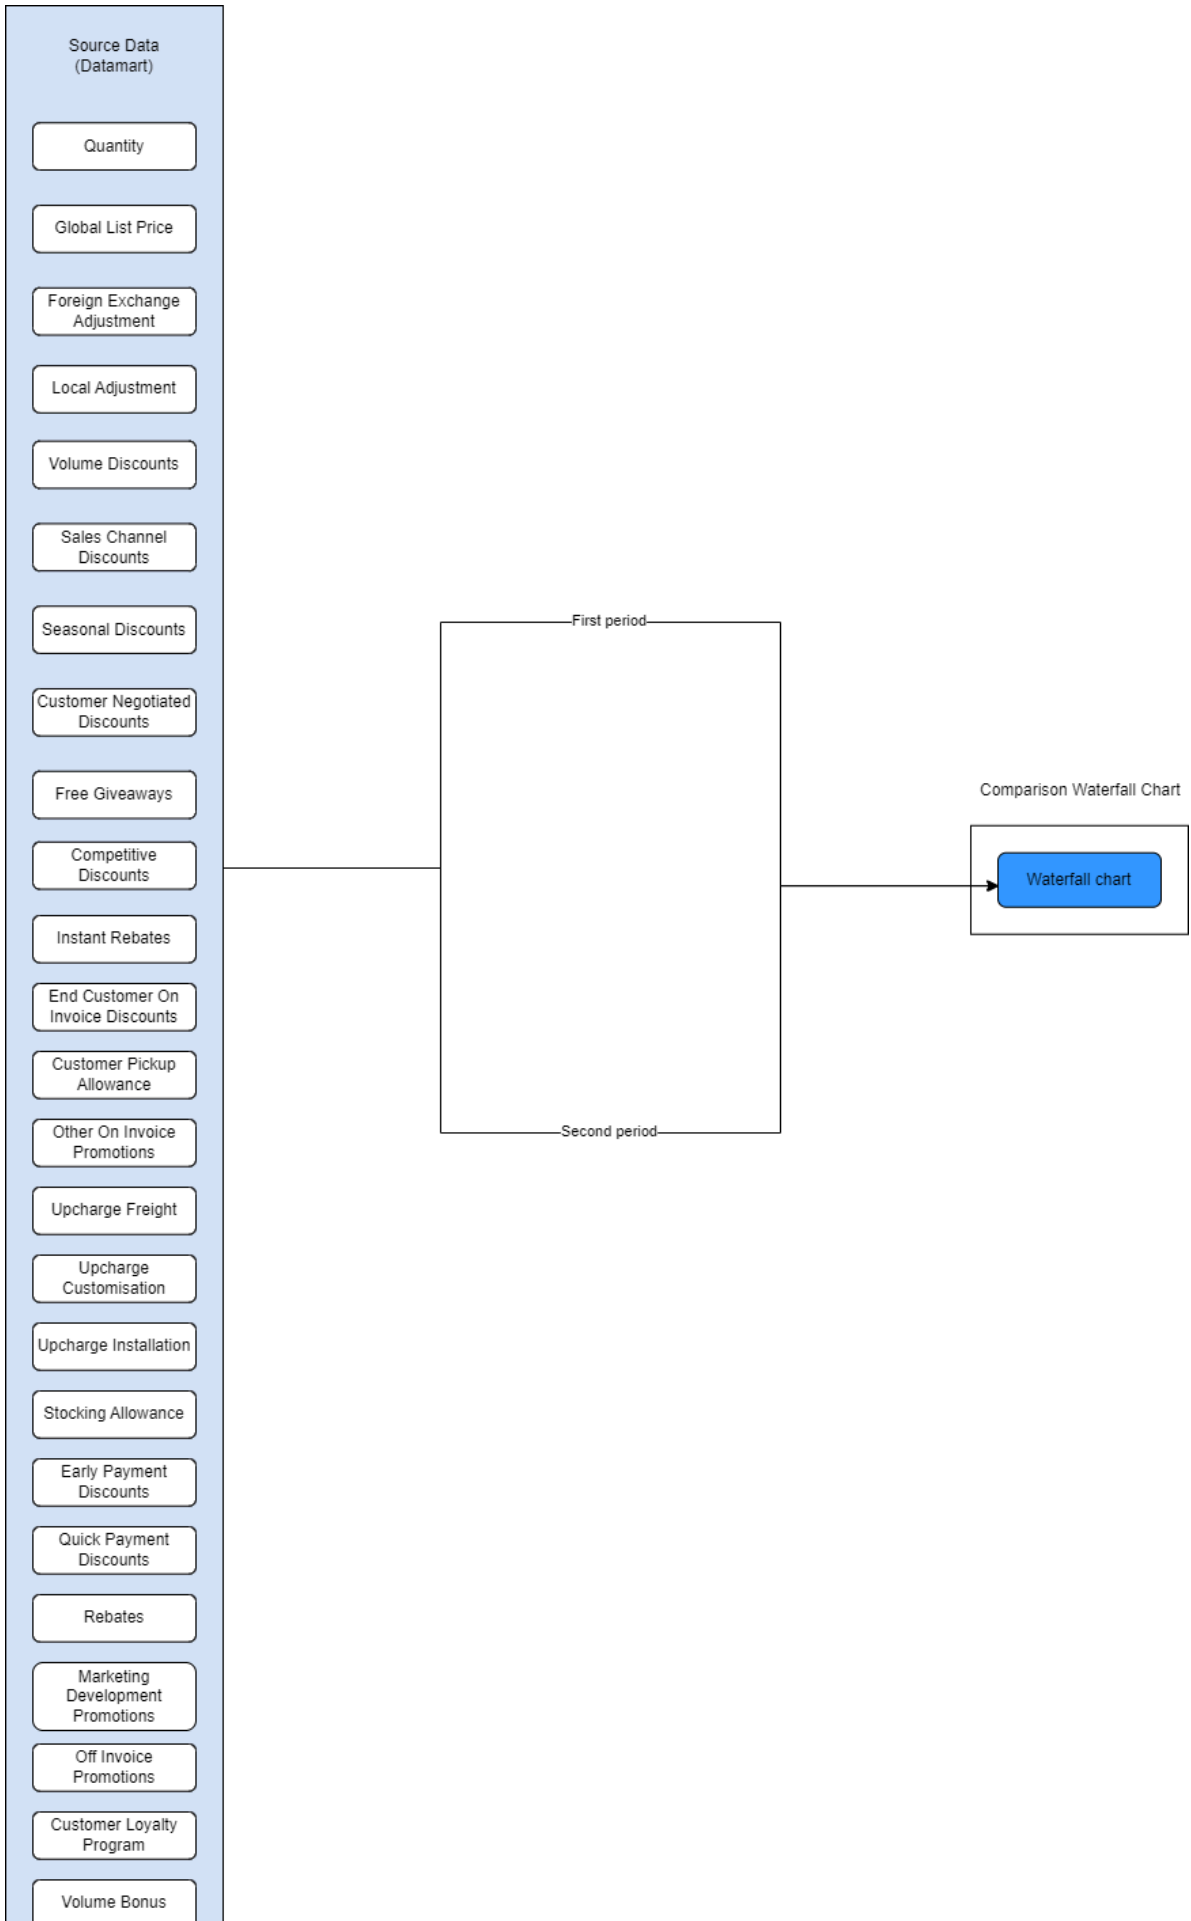 Source Data
(Datamart)
Quantity
Global List Price
Foreign Exchange
Adjustment
Local Adjustment
Volume Discounts
Sales Channel
Discounts
Seasonal Discounts
Customer Negotiated
Discounts
Free Giveaways
Competitive
Discounts
Instant Rebates
End Customer On
Invoice Discounts
Customer Pickup
Allowance
Other On Invoice
Promotions
Upcharge Freight
Upcharge
Customisation
Upcharge Installation
Stocking Allowance
Early Payment
Discounts
Quick Payment
Discounts
Rebates
Marketing
Development
Promotions
Off Invoice
Promotions
Customer Loyalty
Program
Volume Bonus
First period
Second period
Comparison Waterfall Chart
Waterfall chart